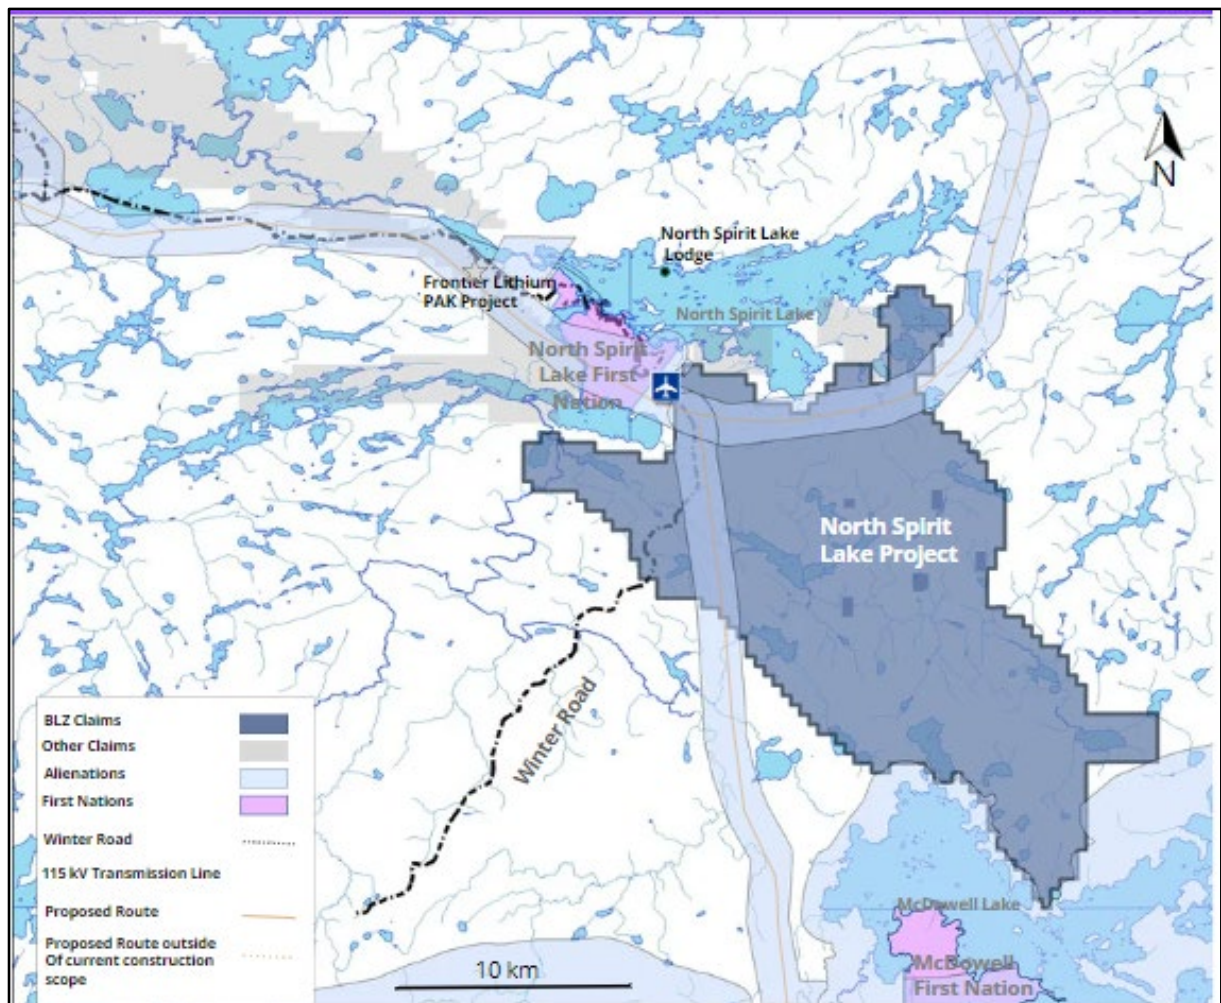 N
North Spirit Lake
Lodge
Frontier Lithium
PAK Project
North Spirit Lake
North Spirit
Lake First
Nation
North Spirit
Lake Project
Winter Road
BLZ Claims
Other Claims
Alienations
First Nations
Winter Road
115 kV Transmission Line
Proposed Route
Proposed Route outside
Of current construction
scope
10 km
McDowell Lake
McDowell
First Nation